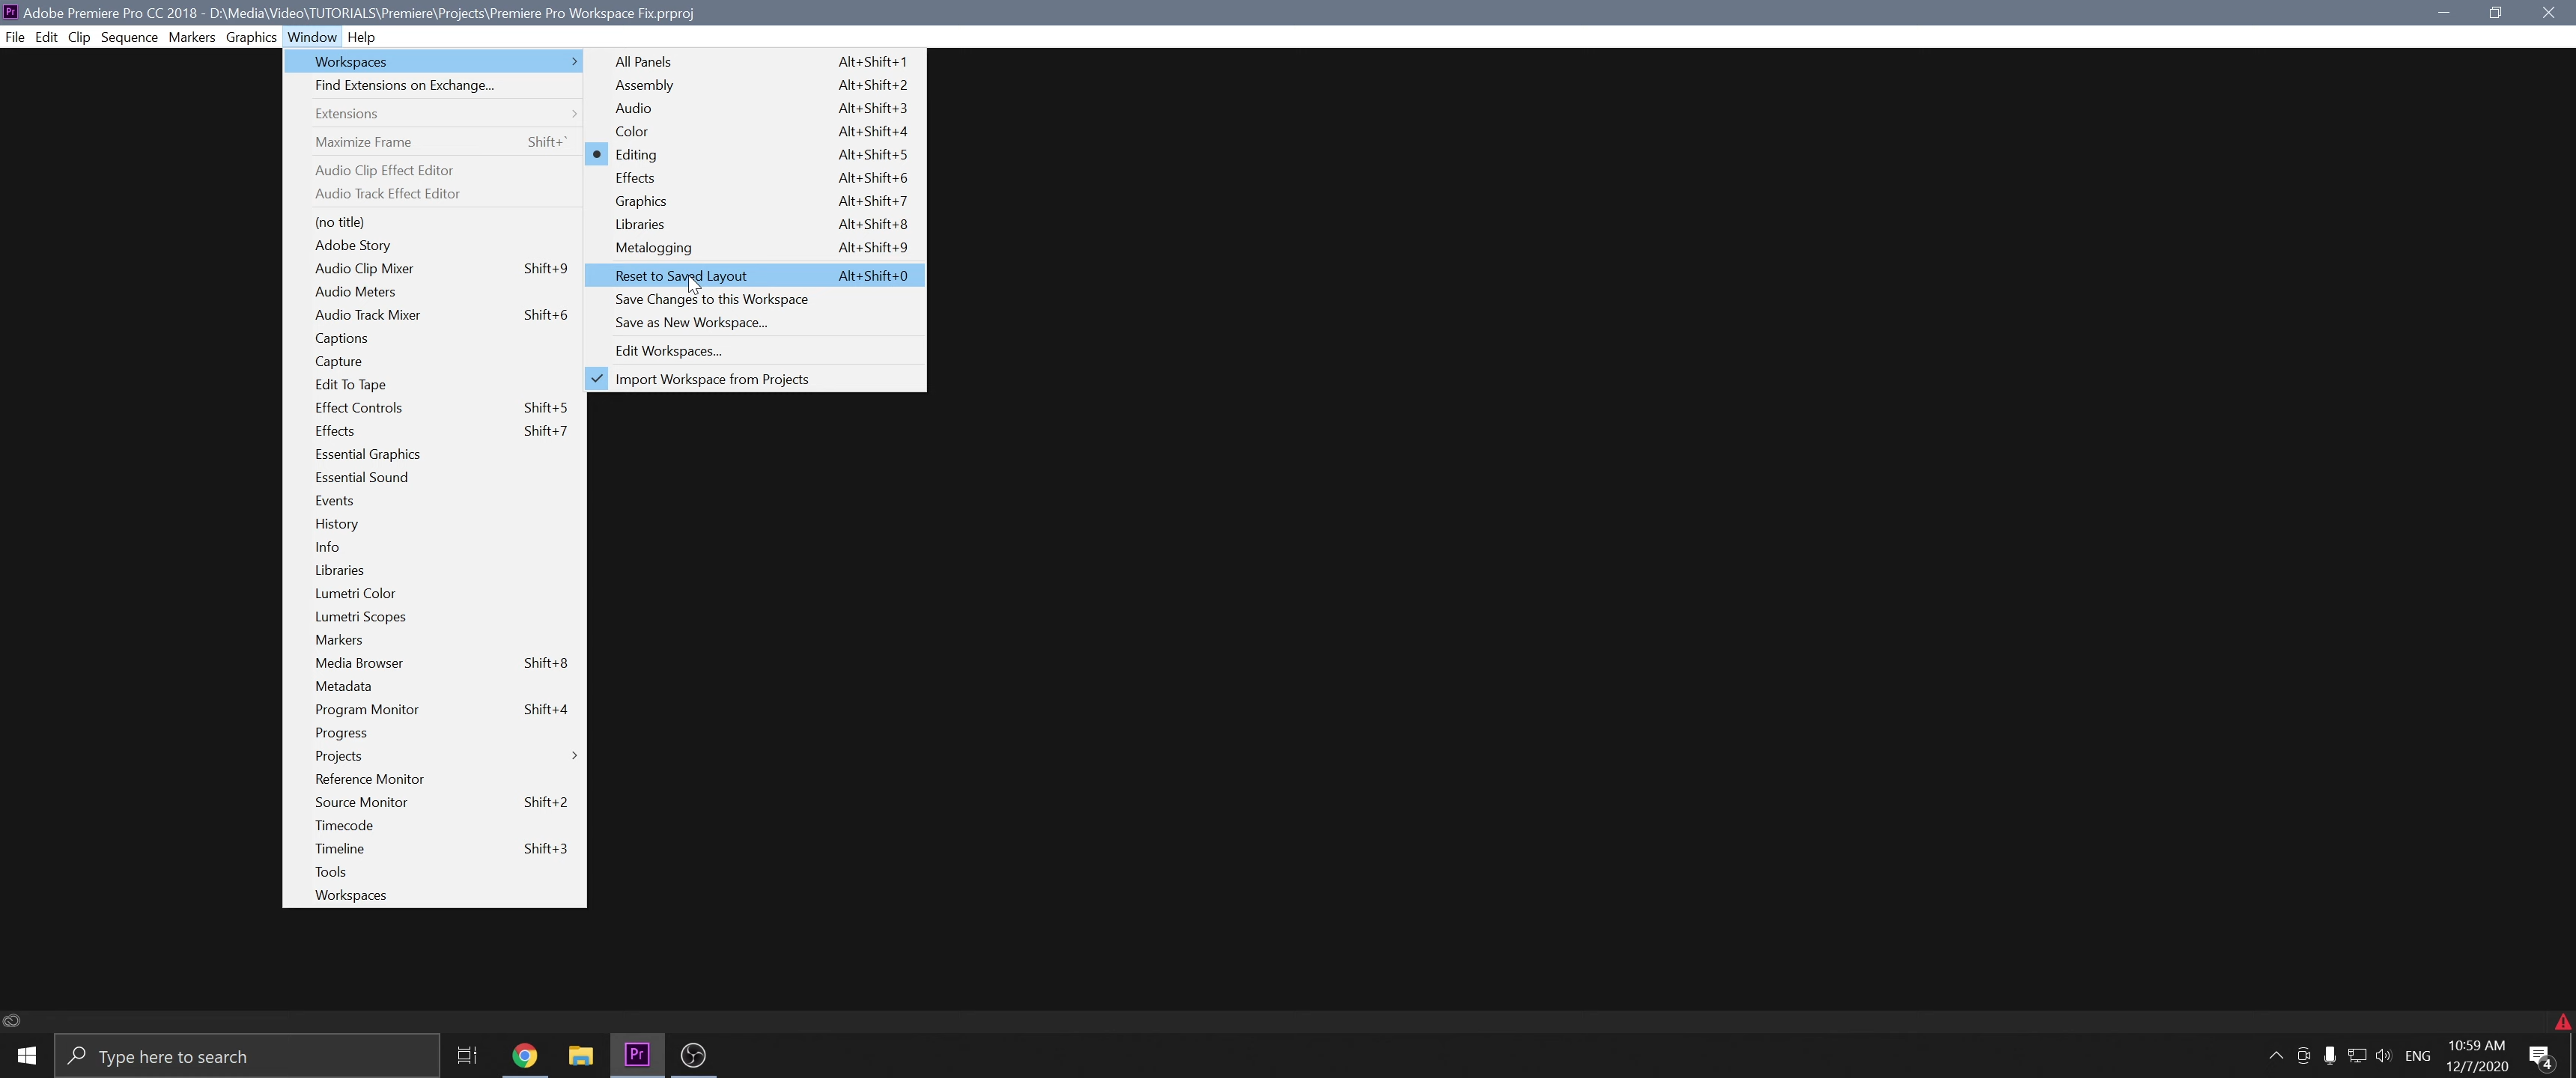 Pr Adobe Premiere Pro CC 2018 - D:\Media\Video\TUTORIALS\Premiere\Projects\Premiere Pro Workspace Fix.prproj
File Edit Clip Sequence Markers Graphics Window Help
Workspaces
Find Extensions on Exchange...
Extensions
Maximize Frame Shift+`
Audio Clip Effect Editor
Audio Track Effect Editor
(no title)
Adobe Story
Audio Clip Mixer Shift+9
Audio Meters
Audio Track Mixer Shift+6
Captions
Capture
Edit To Tape
Effect Controls Shift+5
Effects Shift+7
Essential Graphics
Essential Sound
Events
History
Info
Libraries
Lumetri Color
Lumetri Scopes
Markers
Media Browser Shift+8
Metadata
Program Monitor Shift+4
Progress
Projects
Reference Monitor
Source Monitor Shift+2
Timecode
Timeline Shift+3
Tools
Workspaces
All Panels Alt+Shift+1
Assembly Alt+Shift+2
Audio Alt+Shift+3
Color Alt+Shift+4
Editing Alt+Shift+5
Effects Alt+Shift+6
Graphics Alt+Shift+7
Libraries Alt+Shift+8
Metalogging Alt+Shift+9
Reset to Saved Layout Alt+Shift+0
Save Changes to this Workspace
Save as New Workspace...
Edit Workspaces...
Import Workspace from Projects
Type here to search
Pr
ENG
10:59 AM
12/7/2020
4